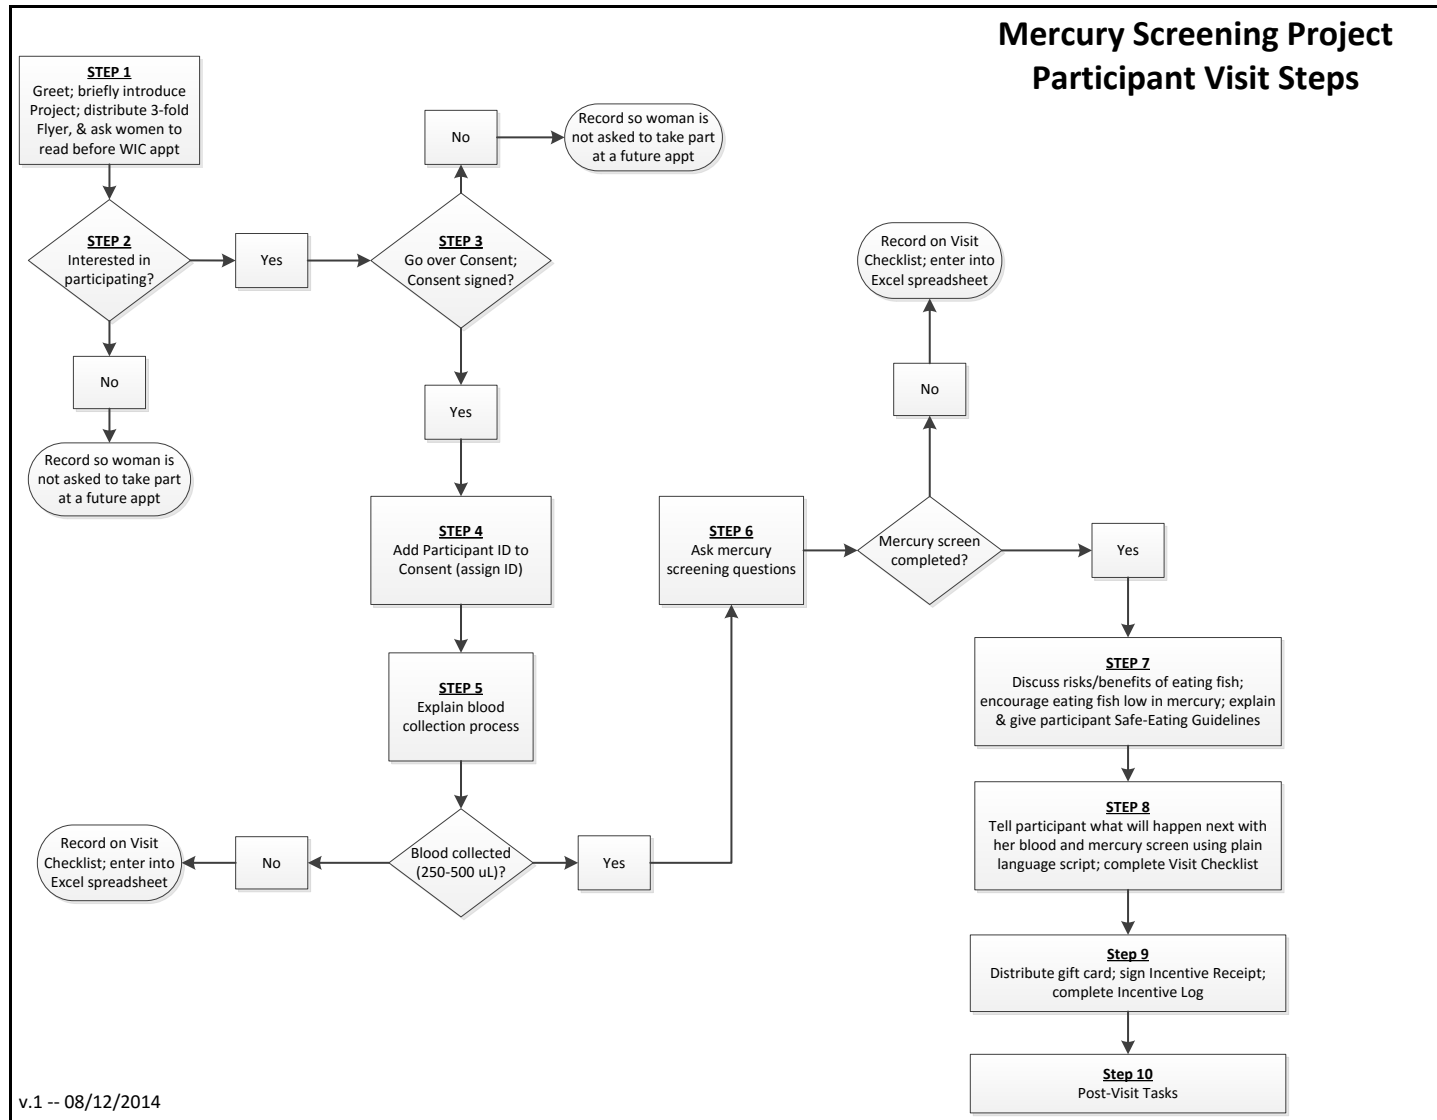 Mercury Screening Project
Participant Visit Steps
STEP 1
Greet; briefly introduce
Project; distribute 3-fold
Flyer, & ask women to
read before WIC appt
STEP 2
Interested in
participating?
Yes
No
Record so woman is
not asked to take part
at a future appt
STEP 3
Go over Consent;
Consent signed?
No
Record so woman is
not asked to take part
at a future appt
Yes
STEP 4
Add Participant ID to
Consent (assign ID)
STEP 5
Explain blood
collection process
Blood collected
(250-500 uL)?
No
Record on Visit
Checklist; enter into
Excel spreadsheet
Yes
STEP 6
Ask mercury
screening questions
Mercury screen
completed?
No
Record on Visit
Checklist; enter into
Excel spreadsheet
Yes
STEP 7
Discuss risks/benefits of eating fish;
encourage eating fish low in mercury; explain
& give participant Safe-Eating Guidelines
STEP 8
Tell participant what will happen next with
her blood and mercury screen using plain
language script; complete Visit Checklist
Step 9
Distribute gift card; sign Incentive Receipt;
complete Incentive Log
Step 10
Post-Visit Tasks
v.1 -- 08/12/2014